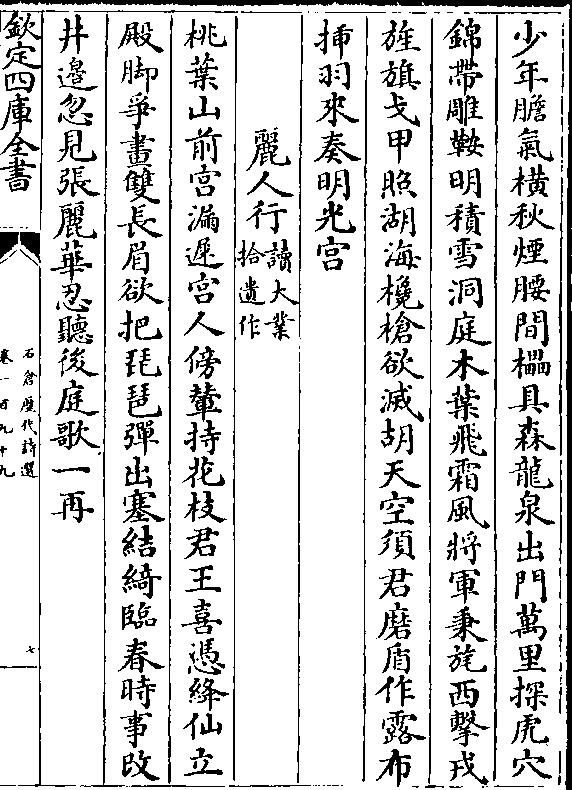 少年膽氣横秋煙腰間櫑具森龍泉出門萬里探虎穴
錦帶雕鞍明積雪洞庭木葉飛霜風將軍秉旄西擊戎
旌旗戈甲照湖海欃槍欲滅胡天空須君磨盾作露布
挿羽來奏明光宮
麗人行讀大業拾遺作
桃葉山前宮漏遲宮人傍輦持花枝君王喜憑絳仙立
殿脚爭畫雙長眉欲把琵琶彈出塞結綺臨春時事改
井邉忽見張麗華忍聽後庭歌一再
欽定四庫全書
石倉歷代詩選
卷一百九十九
七